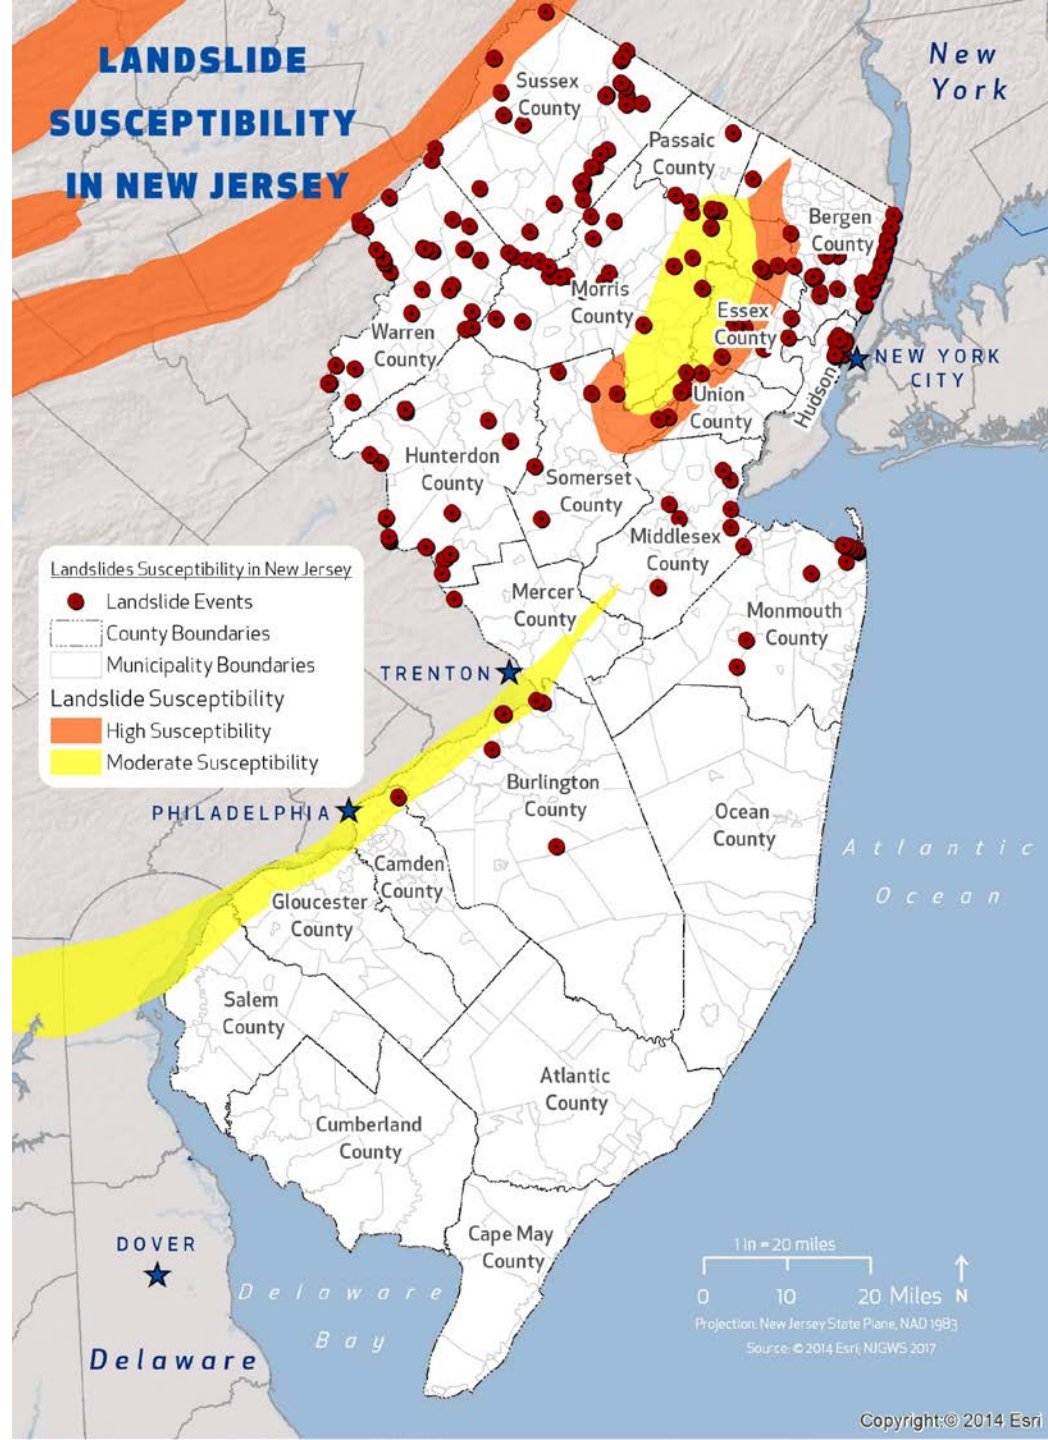 LANDSLIDE
SUSCEPTIBILITY
IN NEW JERSEY
New
York
Sussex
County
Passaic
County
Bergen
County
Morris
County
Essex
County
Warren
County
NEW YORK
CITY
Hudson
Union
County
Hunterdon
County
Somerset
County
Middlesex
County
Mercer
County
Monmouth
County
Landslides Susceptibility in New Jersey
Landslide Events
County Boundaries
Municipality Boundaries
Landslide Susceptibility
High Susceptibility
Moderate Susceptibility
TRENTON
PHILADELPHIA
Burlington
County
Ocean
County
Atlantic
Ocean
Camden
County
Gloucester
County
Salem
County
Atlantic
County
Cumberland
County
Cape May
County
DOVER
Delaware
Bay
Delaware
1 in = 20 miles
0 10 20 Miles N
Projection: New Jersey State Plane, NAD 1983
Source: © 2014 Esri; NJGWS 2017
Copyright:© 2014 Esri